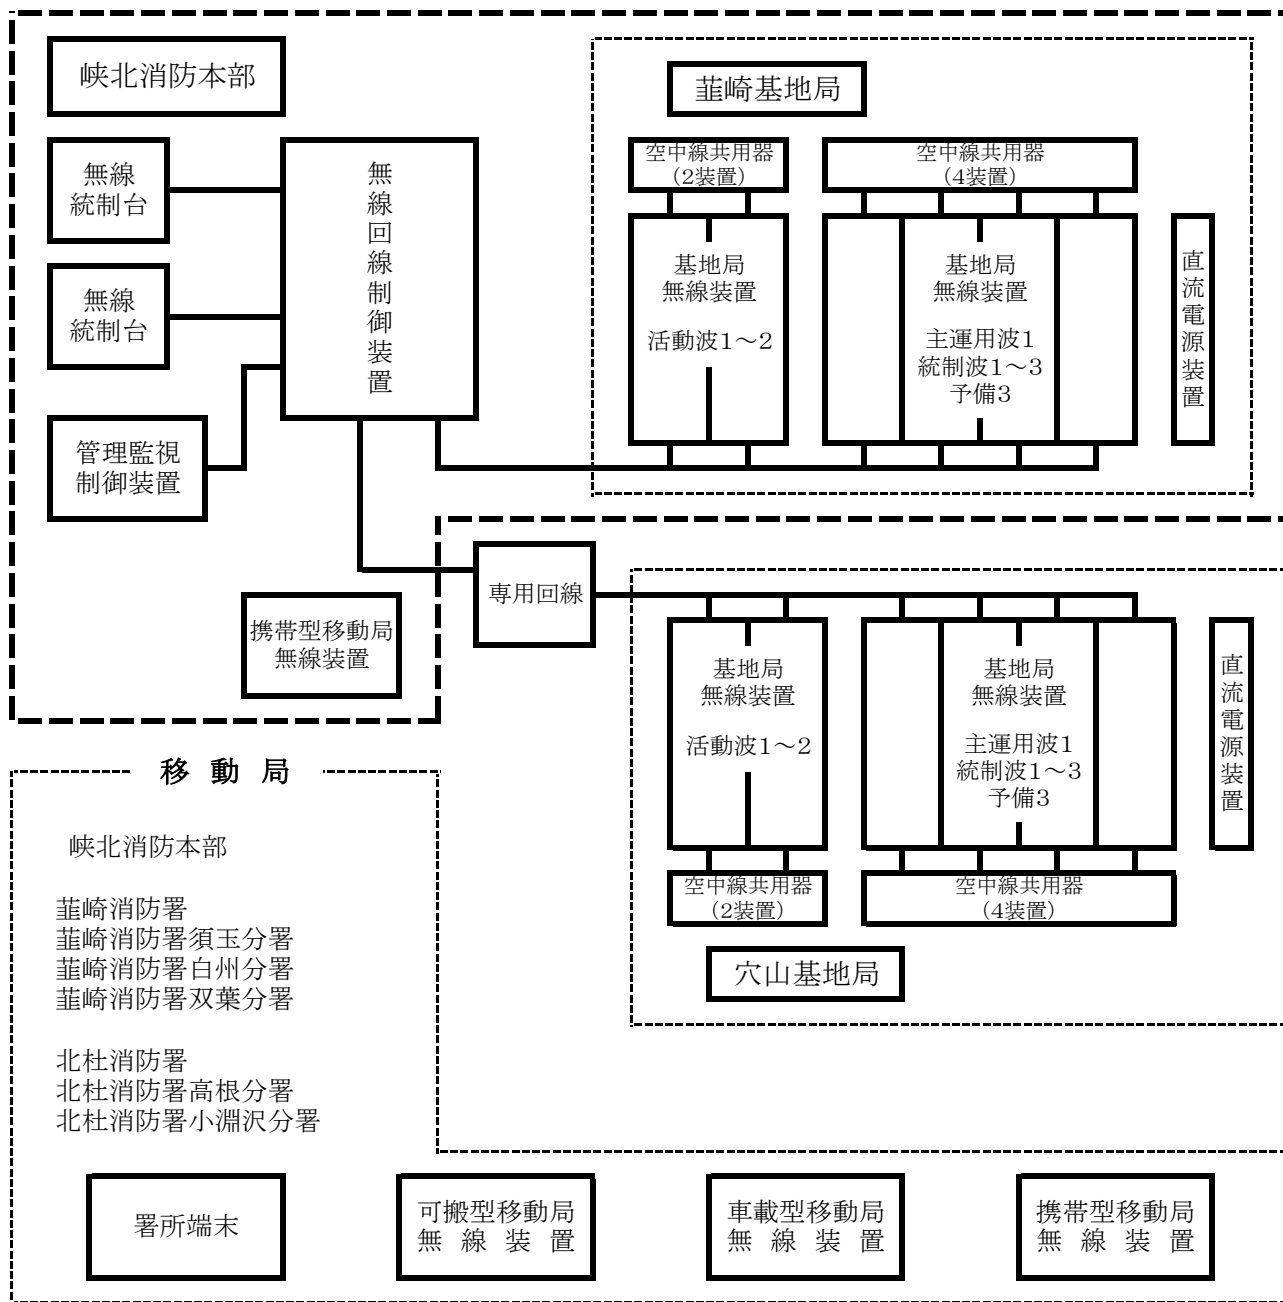 峡北消防本部
無線
統制台
無線
統制台
管理監視
制御装置
無線回線制御装置
携帯型移動局
無線装置
韮崎基地局
空中線共用器
（2装置）
空中線共用器
（4装置）
基地局
無線装置
活動波1～2
基地局
無線装置
主運用波1
統制波1～3
予備3
直流電源装置
専用回線
基地局
無線装置
活動波1～2
基地局
無線装置
主運用波1
統制波1～3
予備3
直流電源装置
空中線共用器
（2装置）
空中線共用器
（4装置）
穴山基地局
移 動 局
峡北消防本部
韮崎消防署
韮崎消防署須玉分署
韮崎消防署白州分署
韮崎消防署双葉分署
北杜消防署
北杜消防署高根分署
北杜消防署小淵沢分署
署所端末
可搬型移動局
無 線 装 置
車載型移動局
無 線 装 置
携帯型移動局
無 線 装 置